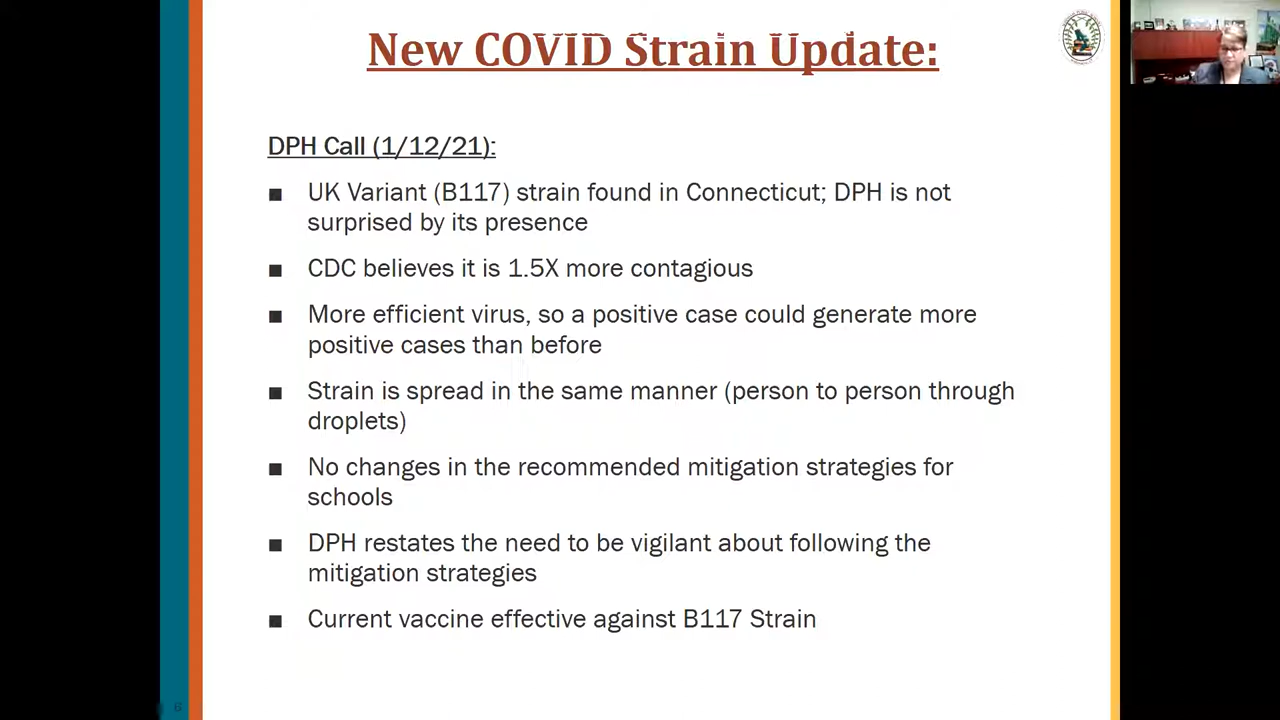 New COVID Strain Update:
DPH Call (1/12/21):
■ UK Variant (B117) strain found in Connecticut; DPH is not
surprised by its presence
■ CDC believes it is 1.5X more contagious
■ More efficient virus, so a positive case could generate more
positive cases than before
■ Strain is spread in the same manner (person to person through
droplets)
■ No changes in the recommended mitigation strategies for
schools
■ DPH restates the need to be vigilant about following the
mitigation strategies
■ Current vaccine effective against B117 Strain
6